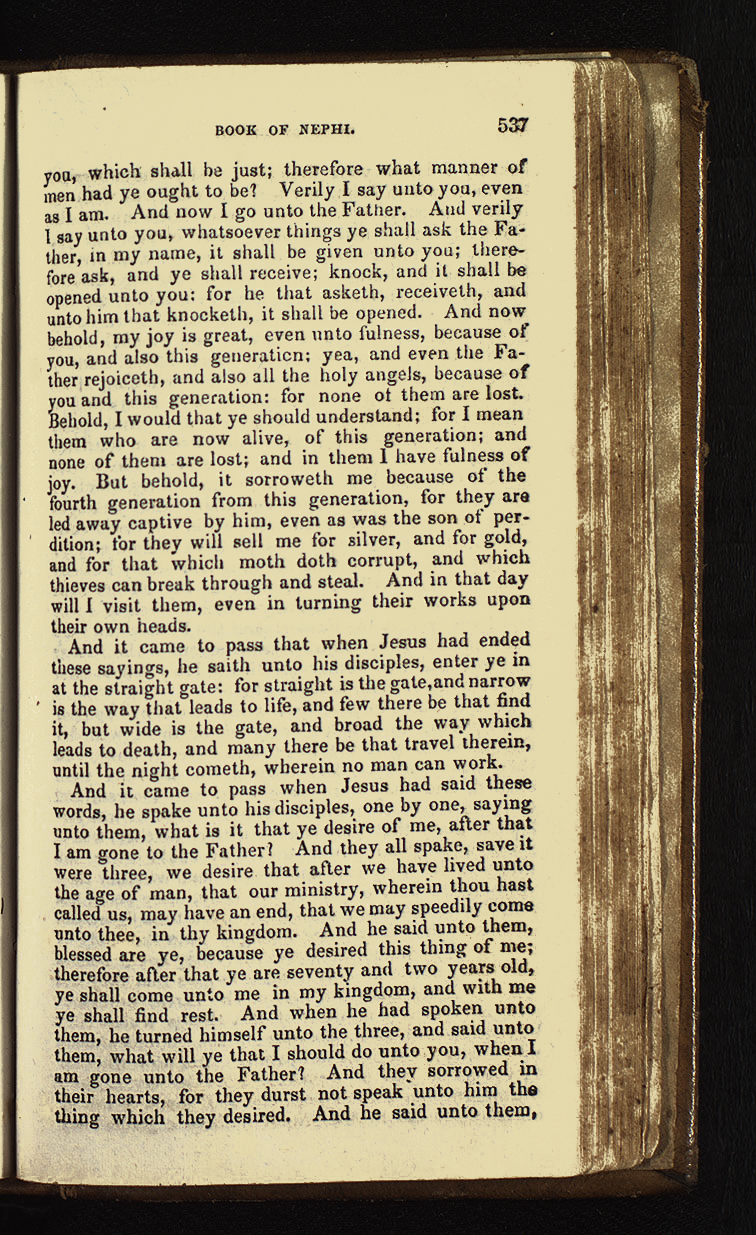 BOOK OF NEPHI. 537
you, which shall be just; therefore what manner of
men had ye ought to be? Verily I say unto you, even
as I am. And now I go unto the Father. And verily
I say unto you, whatsoever things ye shall ask the Fa-
ther, in my name, it shall be given unto you; there-
fore ask, and ye shall receive; knock, and it shall be
opened unto you: for he that asketh, receiveth, and
unto him that knocketh, it shall be opened. And now
behold, my joy is great, even unto fulness, because of
you, and also this generation; yea, and even the Fa-
ther rejoiceth, and also all the holy angels, because of
you and this generation: for none of them are lost.
Behold, I would that ye should understand; for I mean
them who are now alive, of this generation; and
none of them are lost; and in them I have fulness of
joy. But behold, it sorroweth me because of the
fourth generation from this generation, for they are
led away captive by him, even as was the son of per-
dition; for they will sell me for silver, and for gold,
and for that which moth doth corrupt, and which
thieves can break through and steal. And in that day
will I visit them, even in turning their works upon
their own heads.
And it came to pass that when Jesus had ended
these sayings, he saith unto his disciples, enter ye in
at the straight gate: for straight is the gate, and narrow
is the way that leads to life, and few there be that find
it, but wide is the gate, and broad the way which
leads to death, and many there be that travel therein,
until the night cometh, wherein no man can work.
And it came to pass when Jesus had said these
words, he spake unto his disciples, one by one, saying
unto them, what is it that ye desire of me, after that
I am gone to the Father? And they all spake, save it
were three, we desire that after we have lived unto
the age of man, that our ministry, wherein thou hast
called us, may have an end, that we may speedily come
unto thee, in thy kingdom. And he said unto them,
blessed are ye, because ye desired this thing of me;
therefore after that ye are seventy and two years old,
ye shall come unto me in my kingdom, and with me
ye shall find rest. And when he had spoken unto
them, he turned himself unto the three, and said unto
them, what will ye that I should do unto you, when I
am gone unto the Father? And they sorrowed in
their hearts, for they durst not speak unto him the
thing which they desired. And he said unto them,